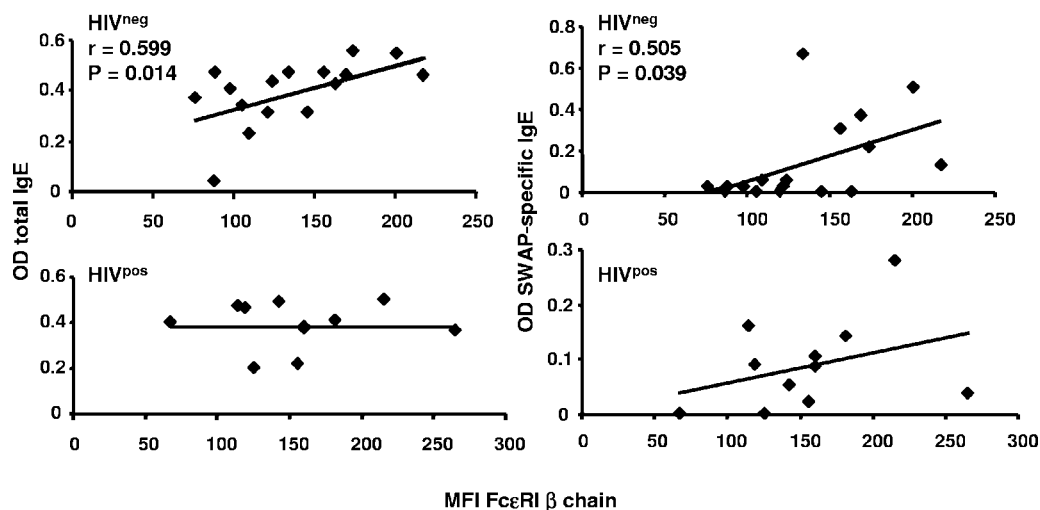 HIVneg
r = 0.599
P = 0.014
OD total IgE
0.6
0.4
0.2
0
0 50 100 150 200 250
HIVneg
r = 0.505
P = 0.039
OD SWAP-specific IgE
0.8
0.6
0.4
0.2
0
0 50 100 150 200 250
HIVpos
0.6
0.4
0.2
0
0 50 100 150 200 250 300
HIVpos
0.3
0.2
0.1
0
0 50 100 150 200 250 300
MFI FcεRI β chain